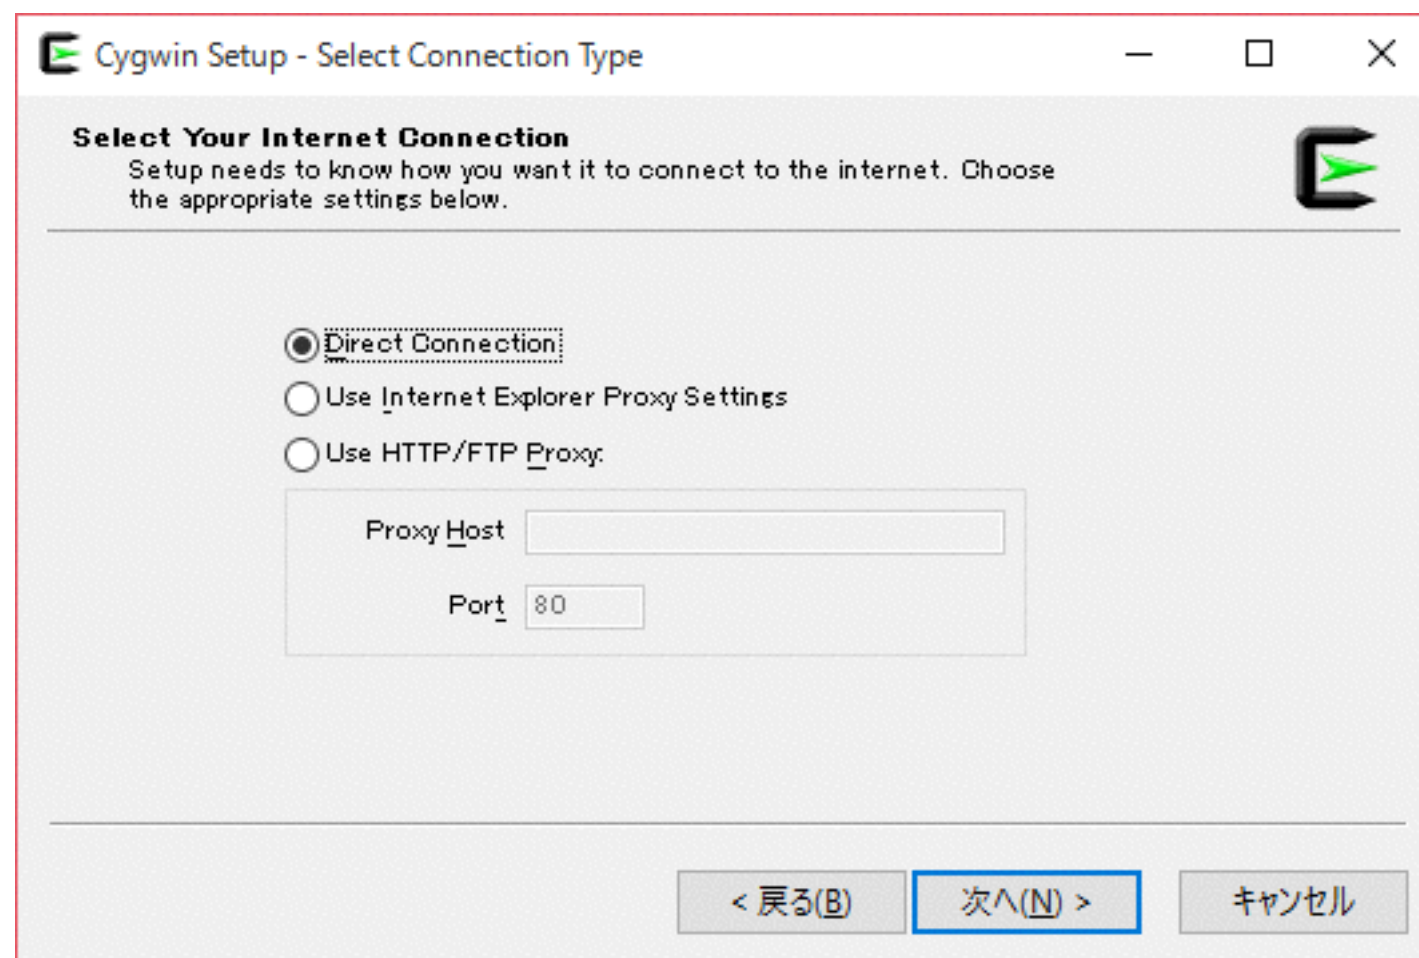 Cygwin Setup - Select Connection Type
Select Your Internet Connection
Setup needs to know how you want it to connect to the internet. Choose
the appropriate settings below.
Direct Connection
Use Internet Explorer Proxy Settings
Use HTTP/FTP Proxy:
Proxy Host
Port 80
< 戻る(B) 次へ(N) > キャンセル